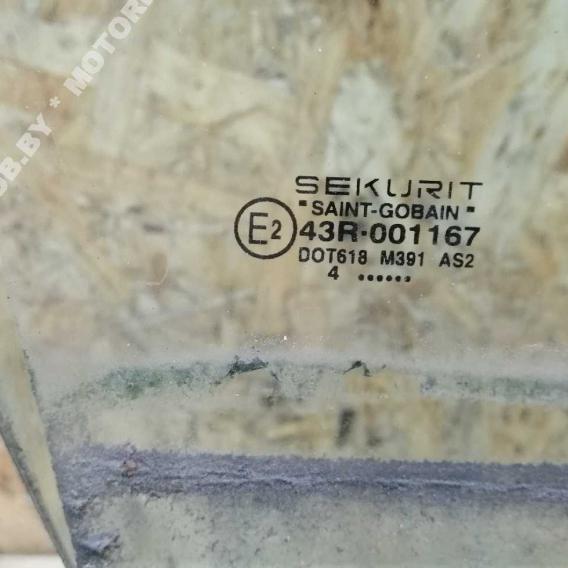 SEKURIT
"SAINT-GOBAIN"
E2 43R-001167
DOT618 M391 AS2
4 ......